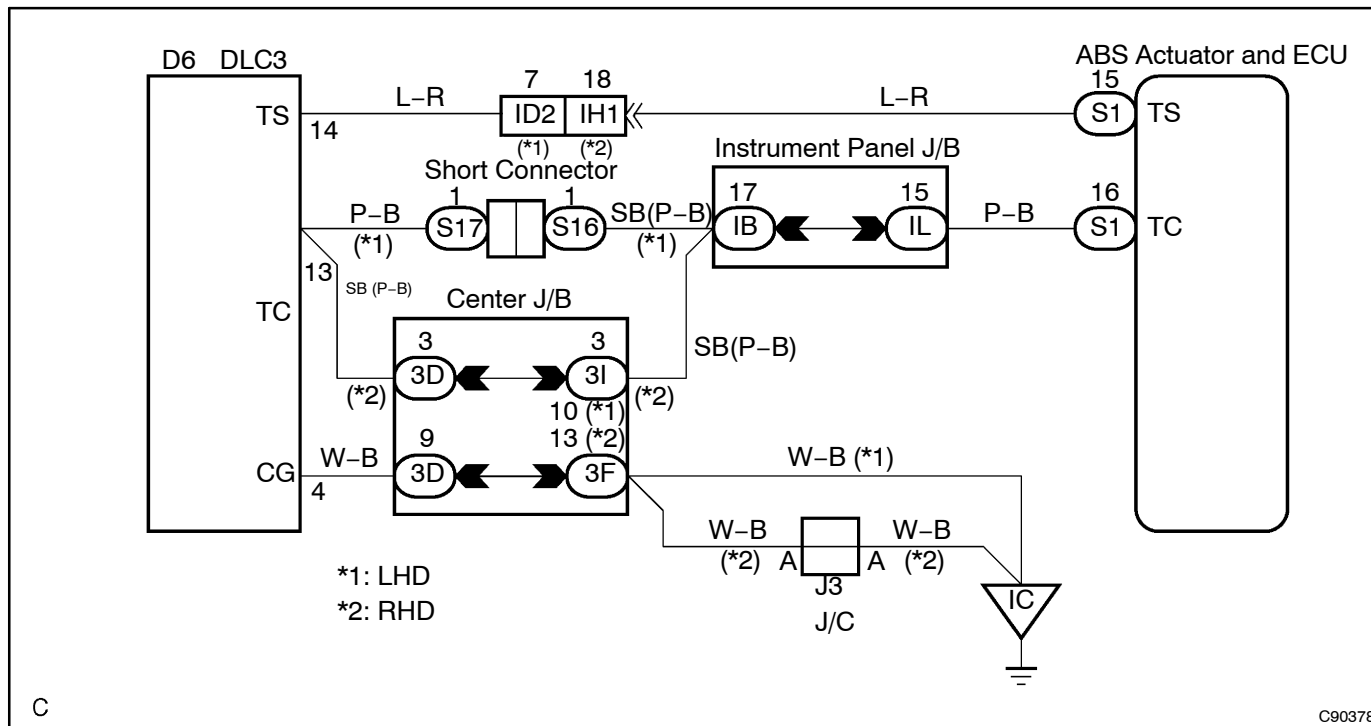 D6 DLC3
ABS Actuator and ECU
7 18
15
TS
14
L−R
ID2 IH1
(*1) (*2)
L−R
S1
TS
Short Connector
Instrument Panel J/B
1 1
17 15
16
P−B
(*1)
S17 S16
SB(P−B)
(*1)
IB IL
P−B
S1
TC
13
SB (P−B)
TC
Center J/B
3 3
SB(P−B)
3D 3I
(*2) (*2)
10 (*1)
9 13 (*2)
CG
4
W−B
3D 3F
W−B (*1)
W−B
(*2)
A A
W−B
(*2)
J3
J/C
IC
*1: LHD
*2: RHD
C
C90378